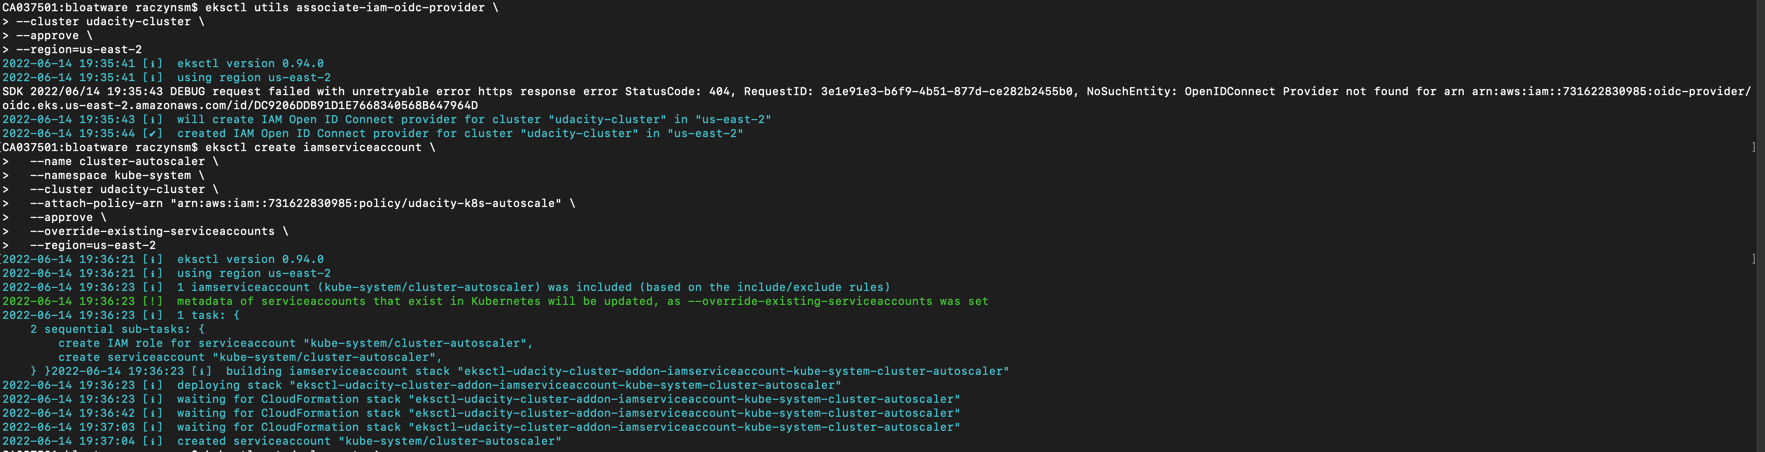 CA037501:bloatware raczynsm$ eksctl utils associate-iam-oidc-provider \
> --cluster udacity-cluster \
> --approve \
> --region=us-east-2
2022-06-14 19:35:41 [ℹ]  eksctl version 0.94.0
2022-06-14 19:35:41 [ℹ]  using region us-east-2
SDK 2022/06/14 19:35:43 DEBUG request failed with unretryable error https response error StatusCode: 404, RequestID: 3e1e91e3-b6f9-4b51-877d-ce282b2455b0, NoSuchEntity: OpenIDConnect Provider not found for arn arn:aws:iam::731622830985:oidc-provider/
oidc.eks.us-east-2.amazonaws.com/id/DC9206DDB91D1E7668340568B647964D
2022-06-14 19:35:43 [ℹ]  will create IAM Open ID Connect provider for cluster "udacity-cluster" in "us-east-2"
2022-06-14 19:35:44 [✔]  created IAM Open ID Connect provider for cluster "udacity-cluster" in "us-east-2"
[CA037501:bloatware raczynsm$ eksctl create iamserviceaccount \ ]
>   --name cluster-autoscaler \
>   --namespace kube-system \
>   --cluster udacity-cluster \
>   --attach-policy-arn "arn:aws:iam::731622830985:policy/udacity-k8s-autoscale" \
>   --approve \
>   --override-existing-serviceaccounts \
>   --region=us-east-2
[2022-06-14 19:36:21 [ℹ]  eksctl version 0.94.0 ]
2022-06-14 19:36:21 [ℹ]  using region us-east-2
2022-06-14 19:36:23 [ℹ]  1 iamserviceaccount (kube-system/cluster-autoscaler) was included (based on the include/exclude rules)
2022-06-14 19:36:23 [!]  metadata of serviceaccounts that exist in Kubernetes will be updated, as --override-existing-serviceaccounts was set
2022-06-14 19:36:23 [ℹ]  1 task: {
    2 sequential sub-tasks: {
        create IAM role for serviceaccount "kube-system/cluster-autoscaler",
        create serviceaccount "kube-system/cluster-autoscaler",
    } }2022-06-14 19:36:23 [ℹ]  building iamserviceaccount stack "eksctl-udacity-cluster-addon-iamserviceaccount-kube-system-cluster-autoscaler"
2022-06-14 19:36:23 [ℹ]  deploying stack "eksctl-udacity-cluster-addon-iamserviceaccount-kube-system-cluster-autoscaler"
2022-06-14 19:36:23 [ℹ]  waiting for CloudFormation stack "eksctl-udacity-cluster-addon-iamserviceaccount-kube-system-cluster-autoscaler"
2022-06-14 19:36:42 [ℹ]  waiting for CloudFormation stack "eksctl-udacity-cluster-addon-iamserviceaccount-kube-system-cluster-autoscaler"
2022-06-14 19:37:03 [ℹ]  waiting for CloudFormation stack "eksctl-udacity-cluster-addon-iamserviceaccount-kube-system-cluster-autoscaler"
2022-06-14 19:37:04 [ℹ]  created serviceaccount "kube-system/cluster-autoscaler"